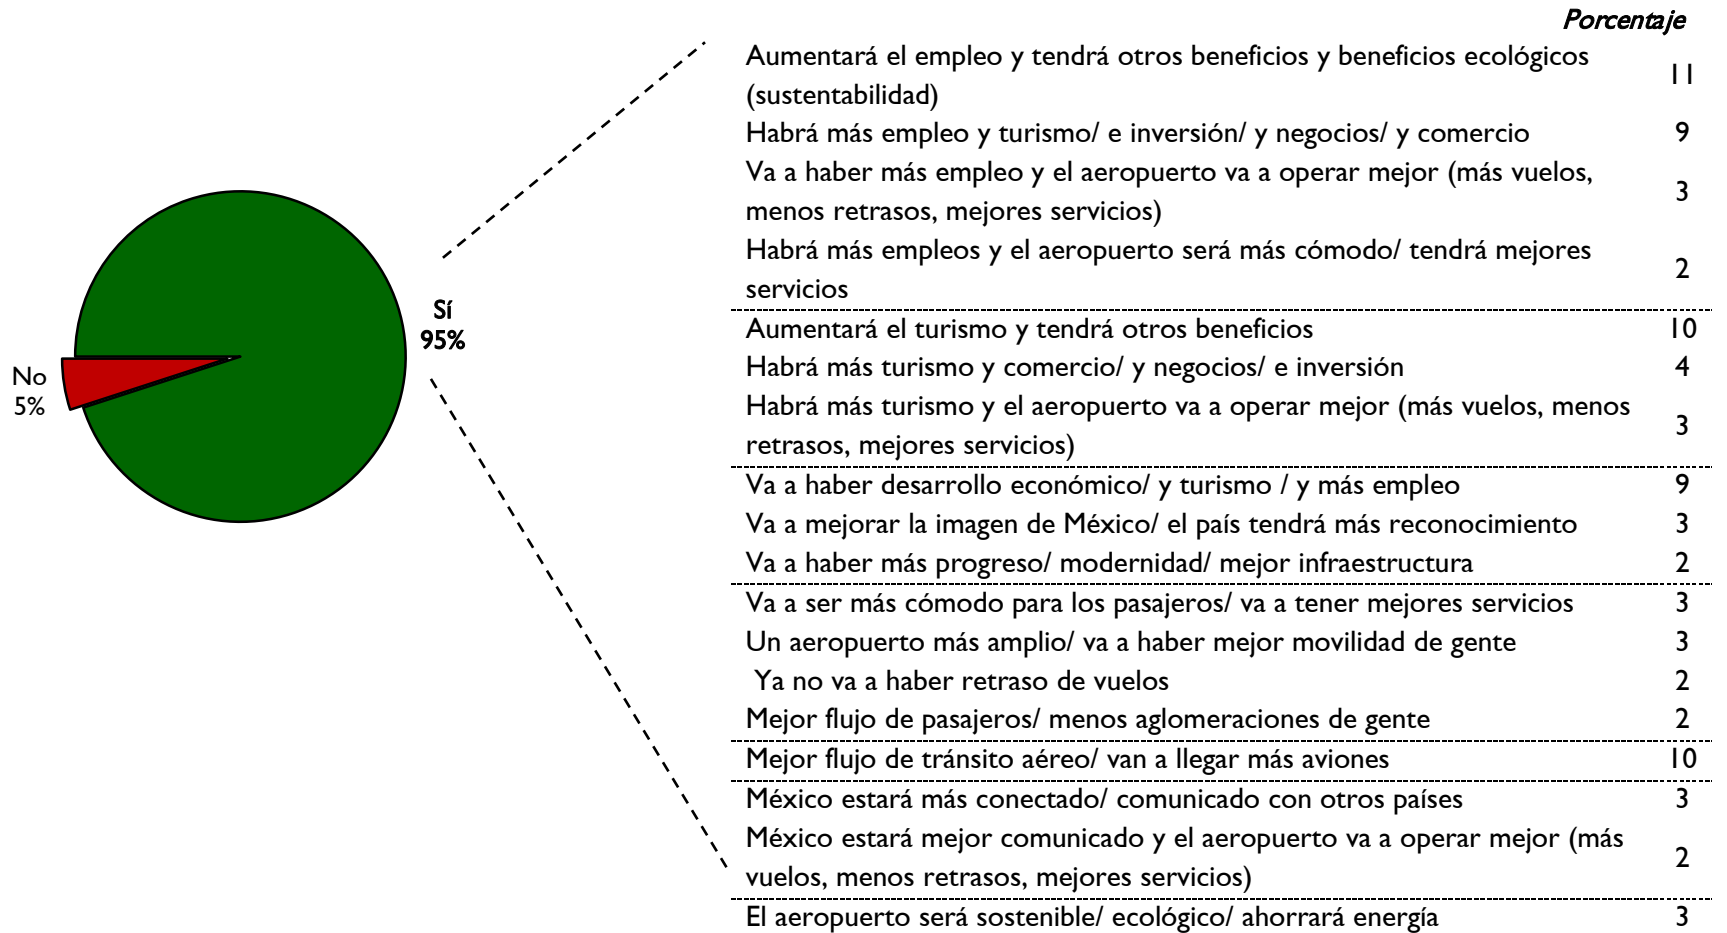 Porcentaje
Aumentará el empleo y tendrá otros beneficios y beneficios ecológicos
(sustentabilidad)
11
Habrá más empleo y turismo/ e inversión/ y negocios/ y comercio 9
Va a haber más empleo y el aeropuerto va a operar mejor (más vuelos,
menos retrasos, mejores servicios)
3
Habrá más empleos y el aeropuerto será más cómodo/ tendrá mejores
servicios
2
Aumentará el turismo y tendrá otros beneficios 10
Habrá más turismo y comercio/ y negocios/ e inversión 4
Habrá más turismo y el aeropuerto va a operar mejor (más vuelos, menos
retrasos, mejores servicios)
3
Va a haber desarrollo económico/ y turismo / y más empleo 9
Va a mejorar la imagen de México/ el país tendrá más reconocimiento 3
Va a haber más progreso/ modernidad/ mejor infraestructura 2
Va a ser más cómodo para los pasajeros/ va a tener mejores servicios 3
Un aeropuerto más amplio/ va a haber mejor movilidad de gente 3
Ya no va a haber retraso de vuelos 2
Mejor flujo de pasajeros/ menos aglomeraciones de gente 2
Mejor flujo de tránsito aéreo/ van a llegar más aviones 10
México estará más conectado/ comunicado con otros países 3
México estará mejor comunicado y el aeropuerto va a operar mejor (más
vuelos, menos retrasos, mejores servicios)
2
El aeropuerto será sostenible/ ecológico/ ahorrará energía 3
Sí
95%
No
5%